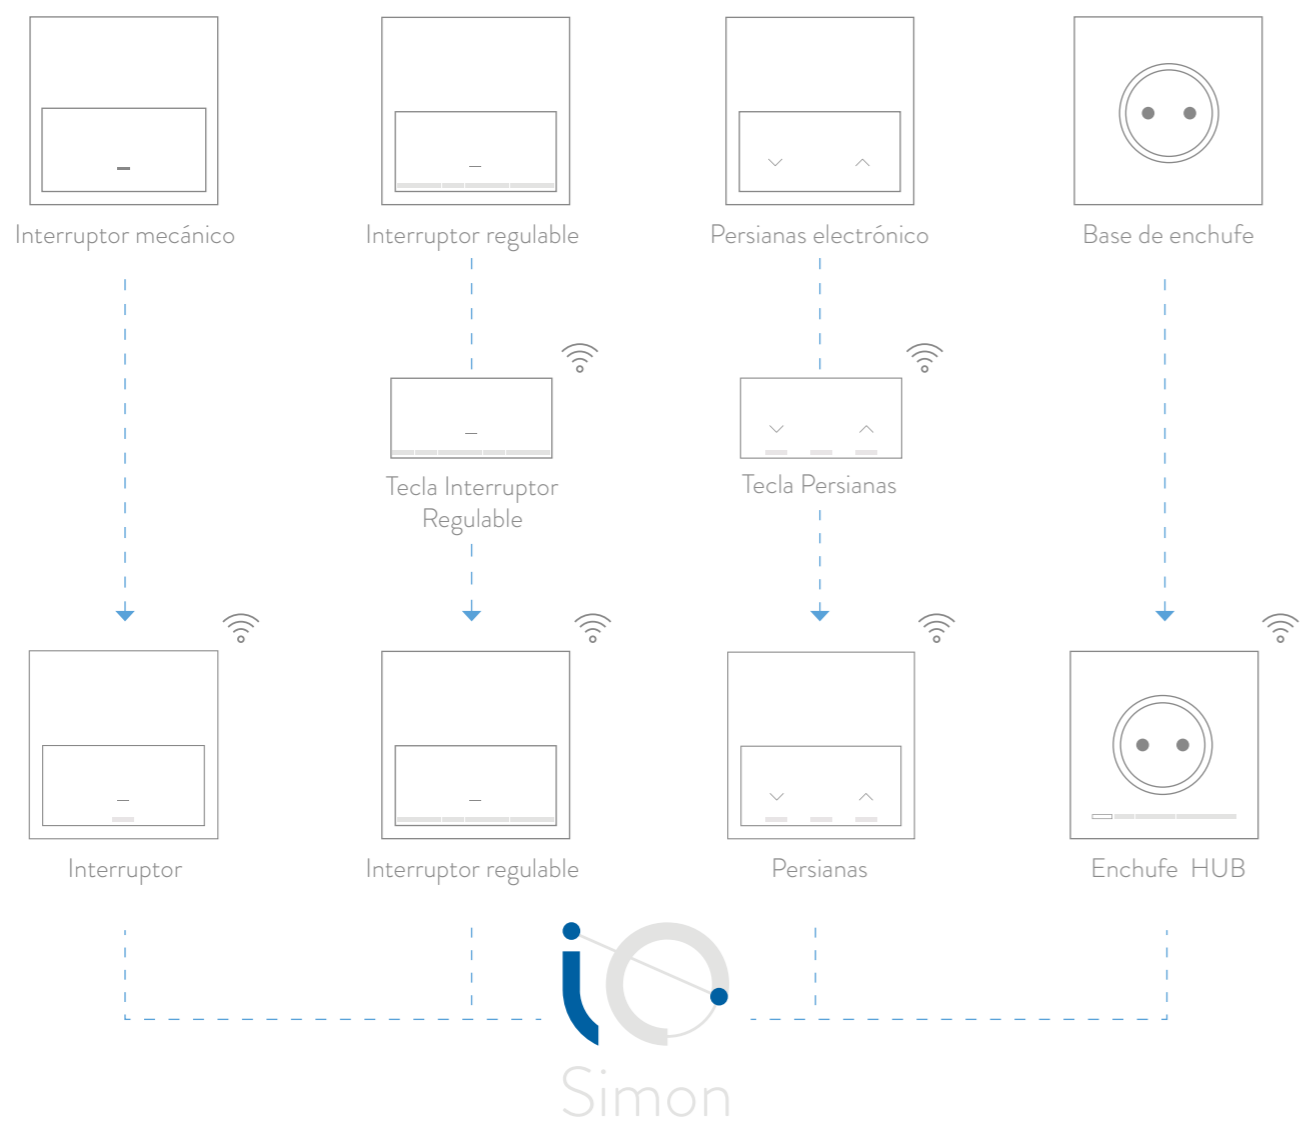 Interruptor mecánico
Interruptor regulable
Persianas electrónico
Base de enchufe
Tecla Interruptor
Regulable
Tecla Persianas
Interruptor
Interruptor regulable
Persianas
Enchufe HUB
iO
Simon